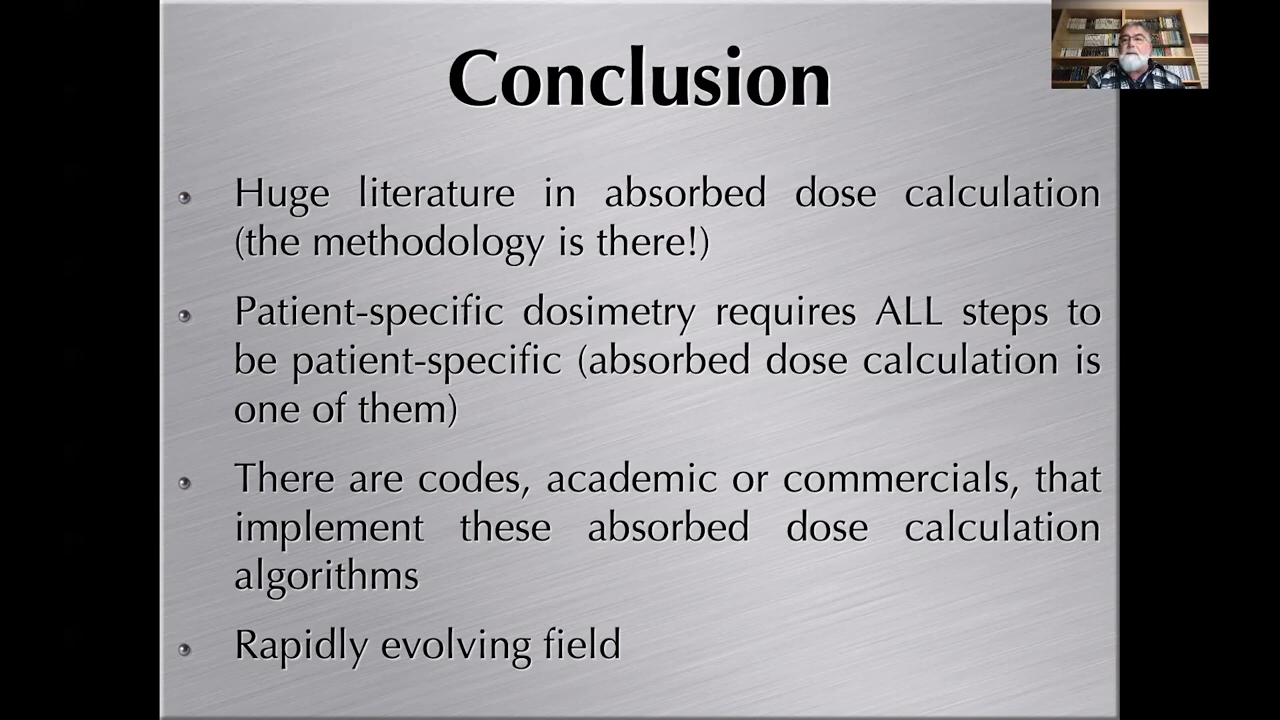 Conclusion
Huge literature in absorbed dose calculation
(the methodology is there!)
Patient-specific dosimetry requires ALL steps to
be patient-specific (absorbed dose calculation is
one of them)
There are codes, academic or commercials, that
implement these absorbed dose calculation
algorithms
Rapidly evolving field